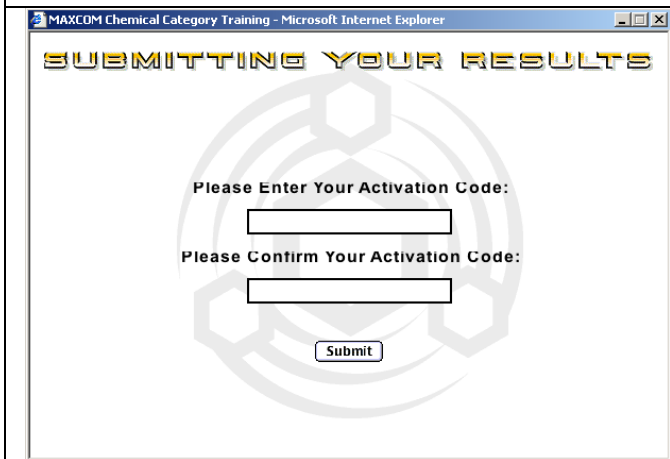 MAXCOM Chemical Category Training - Microsoft Internet Explorer
SUBMITTING YOUR RESULTS
Please Enter Your Activation Code:
Please Confirm Your Activation Code:
Submit